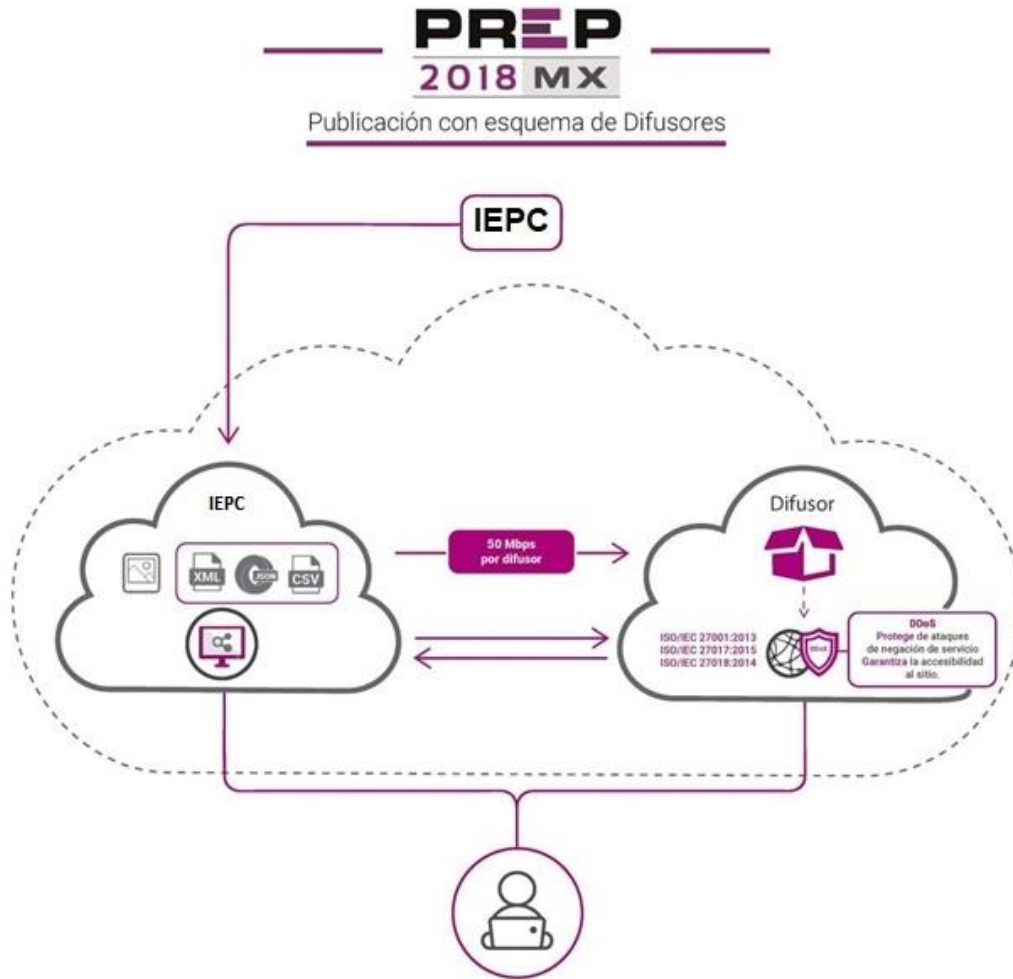 PREP
2018 MX
Publicación con esquema de Difusores
IEPC
IEPC
XML
JSON
CSV
50 Mbps
por difusor
Difusor
ISO/IEC 27001:2013
ISO/IEC 27017:2015
ISO/IEC 27018:2014
DDoS
DDoS
Protege de ataques
de negación de servicio
Garantiza la accesibilidad
al sitio.